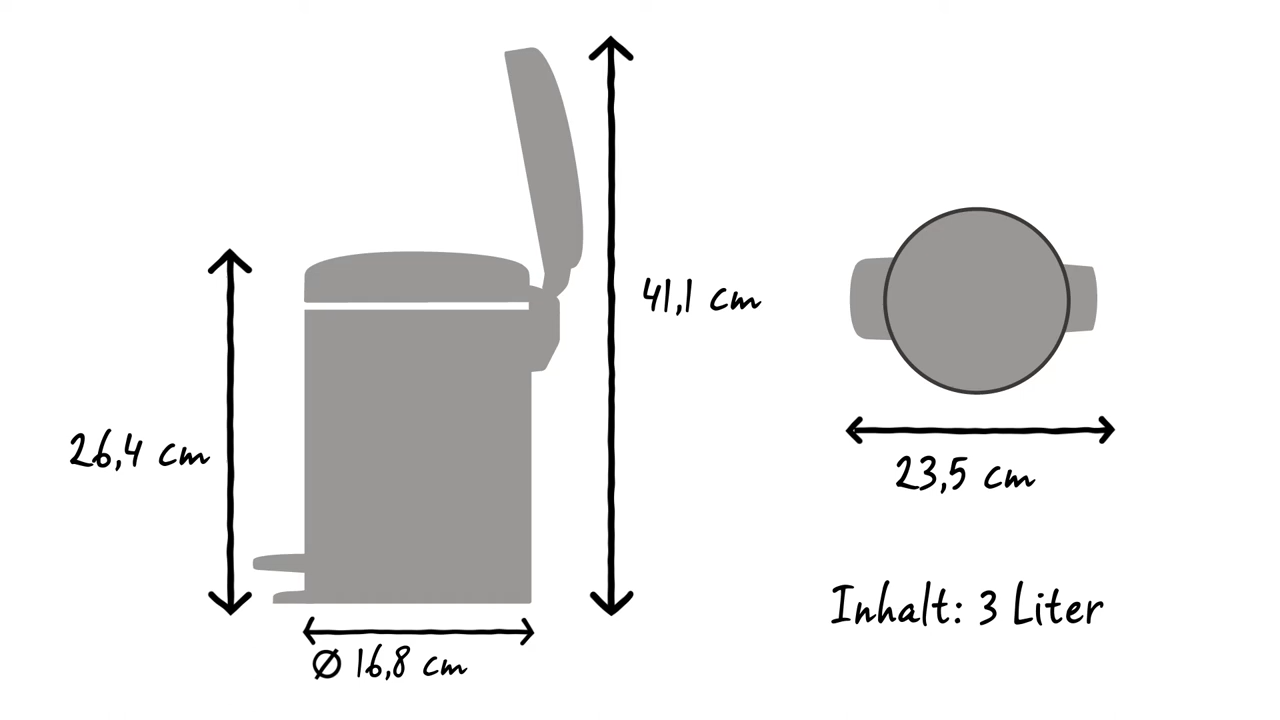 41,1 cm
26,4 cm
23,5 cm
Inhalt: 3 Liter
Ø 16,8 cm